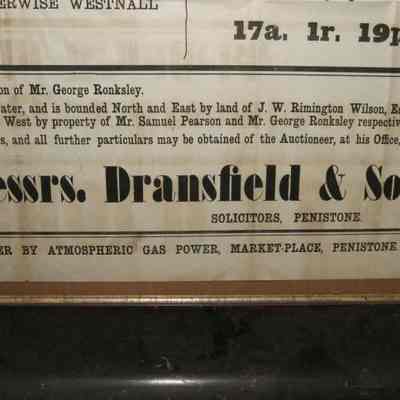 ERWISE WESTNALL
17a. 1r. 19p
on of Mr. George Ronksley.
ater, and is bounded North and East by land of J. W. Rimington Wilson, E
West by property of Mr. Samuel Pearson and Mr. George Ronksley respectiv
s, and all further particulars may be obtained of the Auctioneer, at his Office,
essrs. Dransfield & So
SOLICITORS, PENISTONE.
ER BY ATMOSPHERIC GAS POWER, MARKET-PLACE, PENISTONE